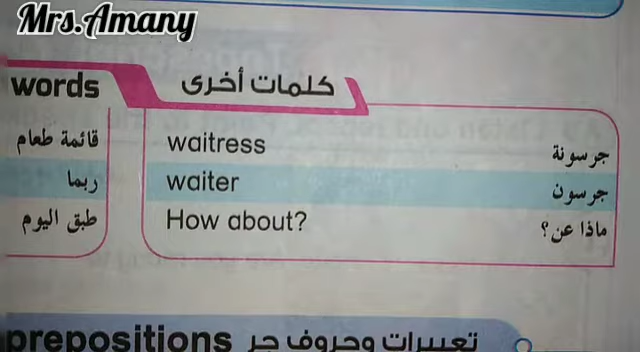 Mrs.Amany
words
كلمات أخرى
قائمة طعام
waitress
جرسونة
ربما
waiter
جرسون
طبق اليوم
How about?
ماذا عن؟
prepositions تعبيرات وحروف جر